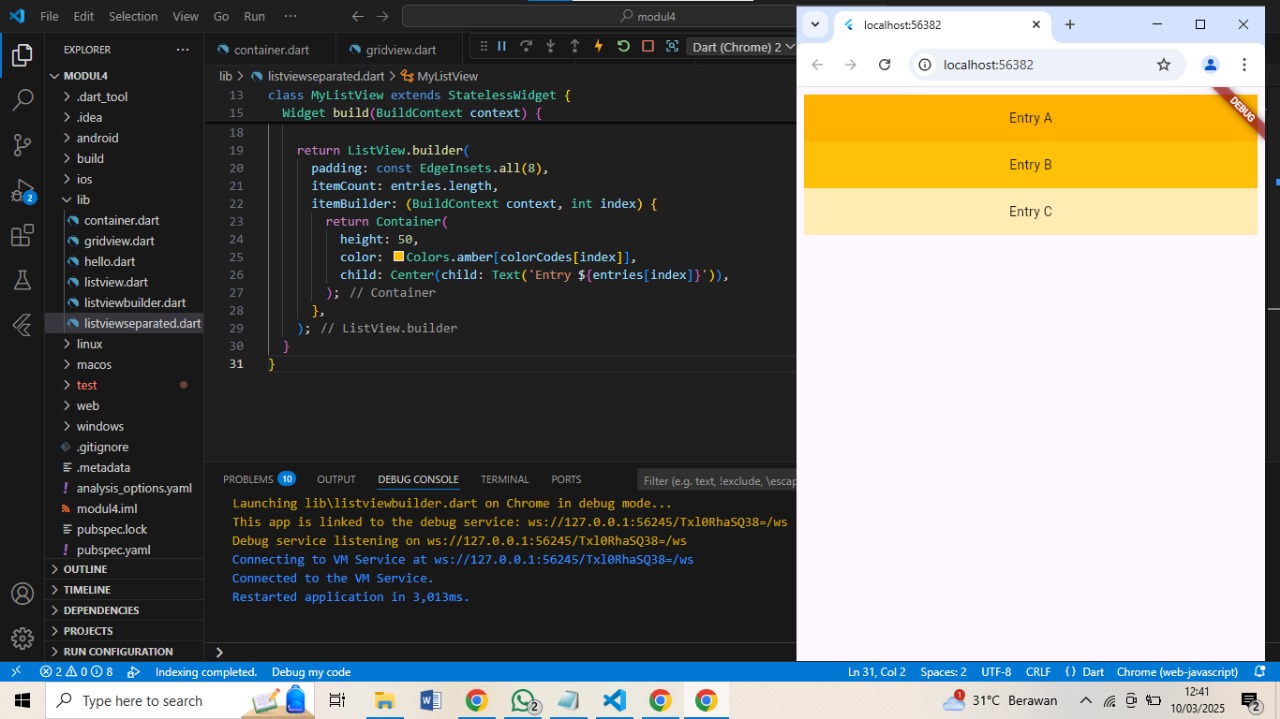 File Edit Selection View Go Run ···
modul4
EXPLORER ···
MODUL4
.dart_tool
.idea
android
build
ios
lib
container.dart
gridview.dart
hello.dart
listview.dart
listviewbuilder.dart
listviewseparated.dart
linux
macos
test
web
windows
.gitignore
.metadata
analysis_options.yaml
modul4.iml
pubspec.lock
pubspec.yaml
OUTLINE
TIMELINE
DEPENDENCIES
PROJECTS
RUN CONFIGURATION
2
container.dart gridview.dart Dart (Chrome) 2
lib > listviewseparated.dart > MyListView
13 class MyListView extends StatelessWidget {
15 Widget build(BuildContext context) {
18
19 return ListView.builder(
20 padding: const EdgeInsets.all(8),
21 itemCount: entries.length,
22 itemBuilder: (BuildContext context, int index) {
23 return Container(
24 height: 50,
25 color: Colors.amber[colorCodes[index]],
26 child: Center(child: Text('Entry ${entries[index]}')),
27 ); // Container
28 },
29 ); // ListView.builder
30 }
31 }
PROBLEMS 10 OUTPUT DEBUG CONSOLE TERMINAL PORTS Filter (e.g. text, !exclude, \escap
Launching lib\listviewbuilder.dart on Chrome in debug mode...
This app is linked to the debug service: ws://127.0.0.1:56245/Txl0RhaSQ38=/ws
Debug service listening on ws://127.0.0.1:56245/Txl0RhaSQ38=/ws
Connecting to VM Service at ws://127.0.0.1:56245/Txl0RhaSQ38=/ws
Connected to the VM Service.
Restarted application in 3,013ms.
localhost:56382
localhost:56382
DEBUG
Entry A
Entry B
Entry C
2 0 8 Indexing completed. Debug my code Ln 31, Col 2 Spaces: 2 UTF-8 CRLF {} Dart Chrome (web-javascript)
Type here to search 2 1 31°C Berawan 12:41
10/03/2025 2